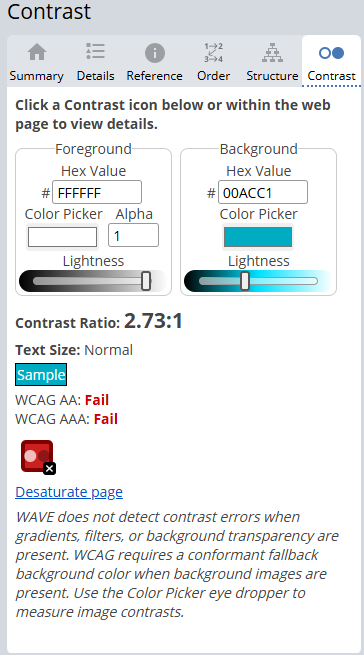 Contrast
Summary
Details
i
Reference
1→2
3→4
Order
Structure
Contrast
Click a Contrast icon below or within the web
page to view details.
Foreground
Hex Value
# FFFFFF
Color Picker Alpha
1
Lightness
Background
Hex Value
# 00ACC1
Color Picker
Lightness
Contrast Ratio: 2.73:1
Text Size: Normal
Sample
WCAG AA: Fail
WCAG AAA: Fail
Desaturate page
WAVE does not detect contrast errors when
gradients, filters, or background transparency are
present. WCAG requires a conformant fallback
background color when background images are
present. Use the Color Picker eye dropper to
measure image contrasts.